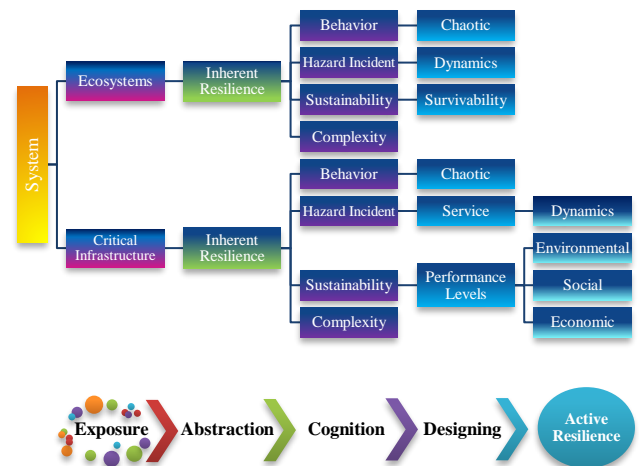 System
Ecosystems
Inherent
Resilience
Behavior
Chaotic
Hazard Incident
Dynamics
Sustainability
Survivability
Complexity
Critical
Infrastructure
Inherent
Resilience
Behavior
Chaotic
Hazard Incident
Service
Dynamics
Sustainability
Performance
Levels
Environmental
Social
Economic
Complexity
Exposure
Abstraction
Cognition
Designing
Active
Resilience